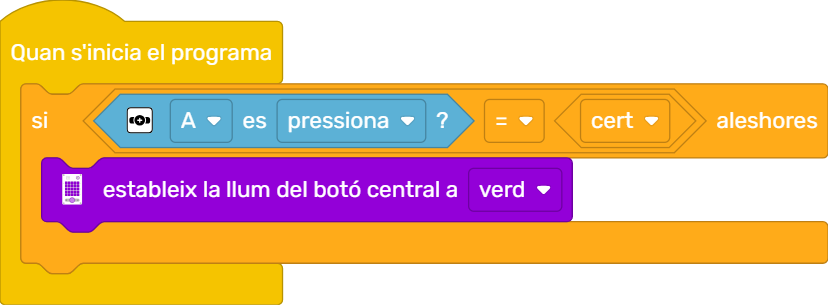 Quan s'inicia el programa
si A es pressiona ? = cert aleshores
estableix la llum del botó central a verd